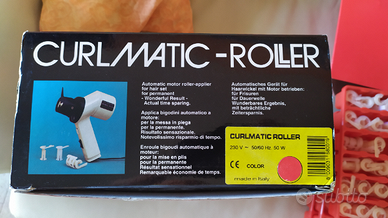 CURLMATIC-ROLLER
Automatic motor roller-applier
for hair set
for permanent
- Wonderful Result -
Actual time sparing.
Applica bigodini automatico a
motore:
per la messa in piega
per la permanente.
Risultato sensazionale.
Notevolissimo risparmio di tempo.
Enroule bigoudi automatique à
moteur:
pour la mise en plis
pour la permanent
Résultat sensationnel
Remarquable économie de temps.
Automatisches Gerät für
Haarwickel mit Motor betrieben:
für Frisuren
für Dauerwelle
Wunderbares Ergebnis,
mit beträchtliche
Zeitersparnis.
CURLMATIC ROLLER
230 V ~ 50/60 Hz, 50 W
CE COLOR
made in Italy
subito